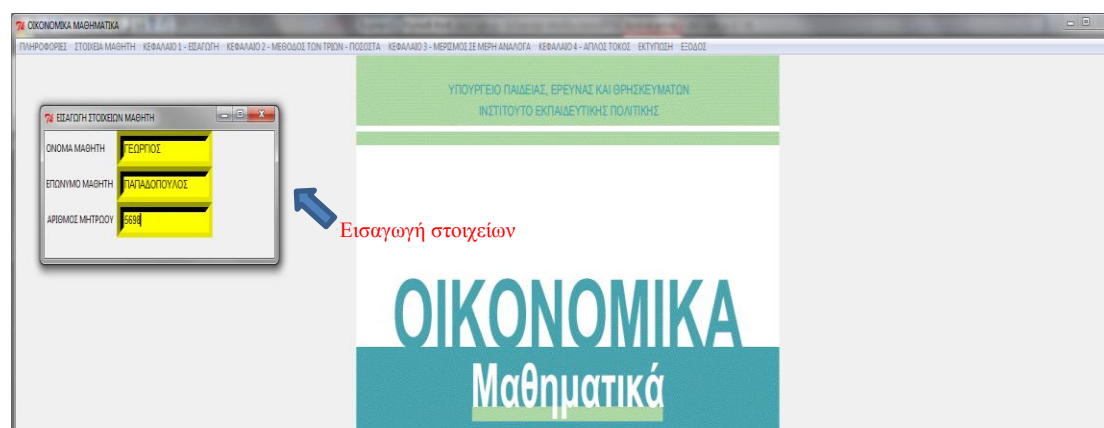 ΟΙΚΟΝΟΜΙΚΑ ΜΑΘΗΜΑΤΙΚΑ
ΠΛΗΡΟΦΟΡΙΕΣ ΣΤΟΙΧΕΙΑ ΜΑΘΗΤΗ ΚΕΦΑΛΑΙΟ 1 - ΕΙΣΑΓΩΓΗ ΚΕΦΑΛΑΙΟ 2 - ΜΕΘΟΔΟΣ ΤΩΝ ΤΡΙΩΝ - ΠΟΣΟΣΤΑ ΚΕΦΑΛΑΙΟ 3 - ΜΕΡΙΣΜΟΣ ΣΕ ΜΕΡΗ ΑΝΑΛΟΓΑ ΚΕΦΑΛΑΙΟ 4 - ΑΠΛΟΣ ΤΟΚΟΣ ΕΚΤΥΠΩΣΗ ΕΞΟΔΟΣ
ΥΠΟΥΡΓΕΙΟ ΠΑΙΔΕΙΑΣ, ΕΡΕΥΝΑΣ ΚΑΙ ΘΡΗΣΚΕΥΜΑΤΩΝ
ΙΝΣΤΙΤΟΥΤΟ ΕΚΠΑΙΔΕΥΤΙΚΗΣ ΠΟΛΙΤΙΚΗΣ
ΕΙΣΑΓΩΓΗ ΣΤΟΙΧΕΙΩΝ ΜΑΘΗΤΗ
ΟΝΟΜΑ ΜΑΘΗΤΗ ΓΕΩΡΓΙΟΣ
ΕΠΩΝΥΜΟ ΜΑΘΗΤΗ ΠΑΠΑΔΟΠΟΥΛΟΣ
ΑΡΙΘΜΟΣ ΜΗΤΡΩΟΥ 5698
Εισαγωγή στοιχείων
ΟΙΚΟΝΟΜΙΚΑ
Μαθηματικά